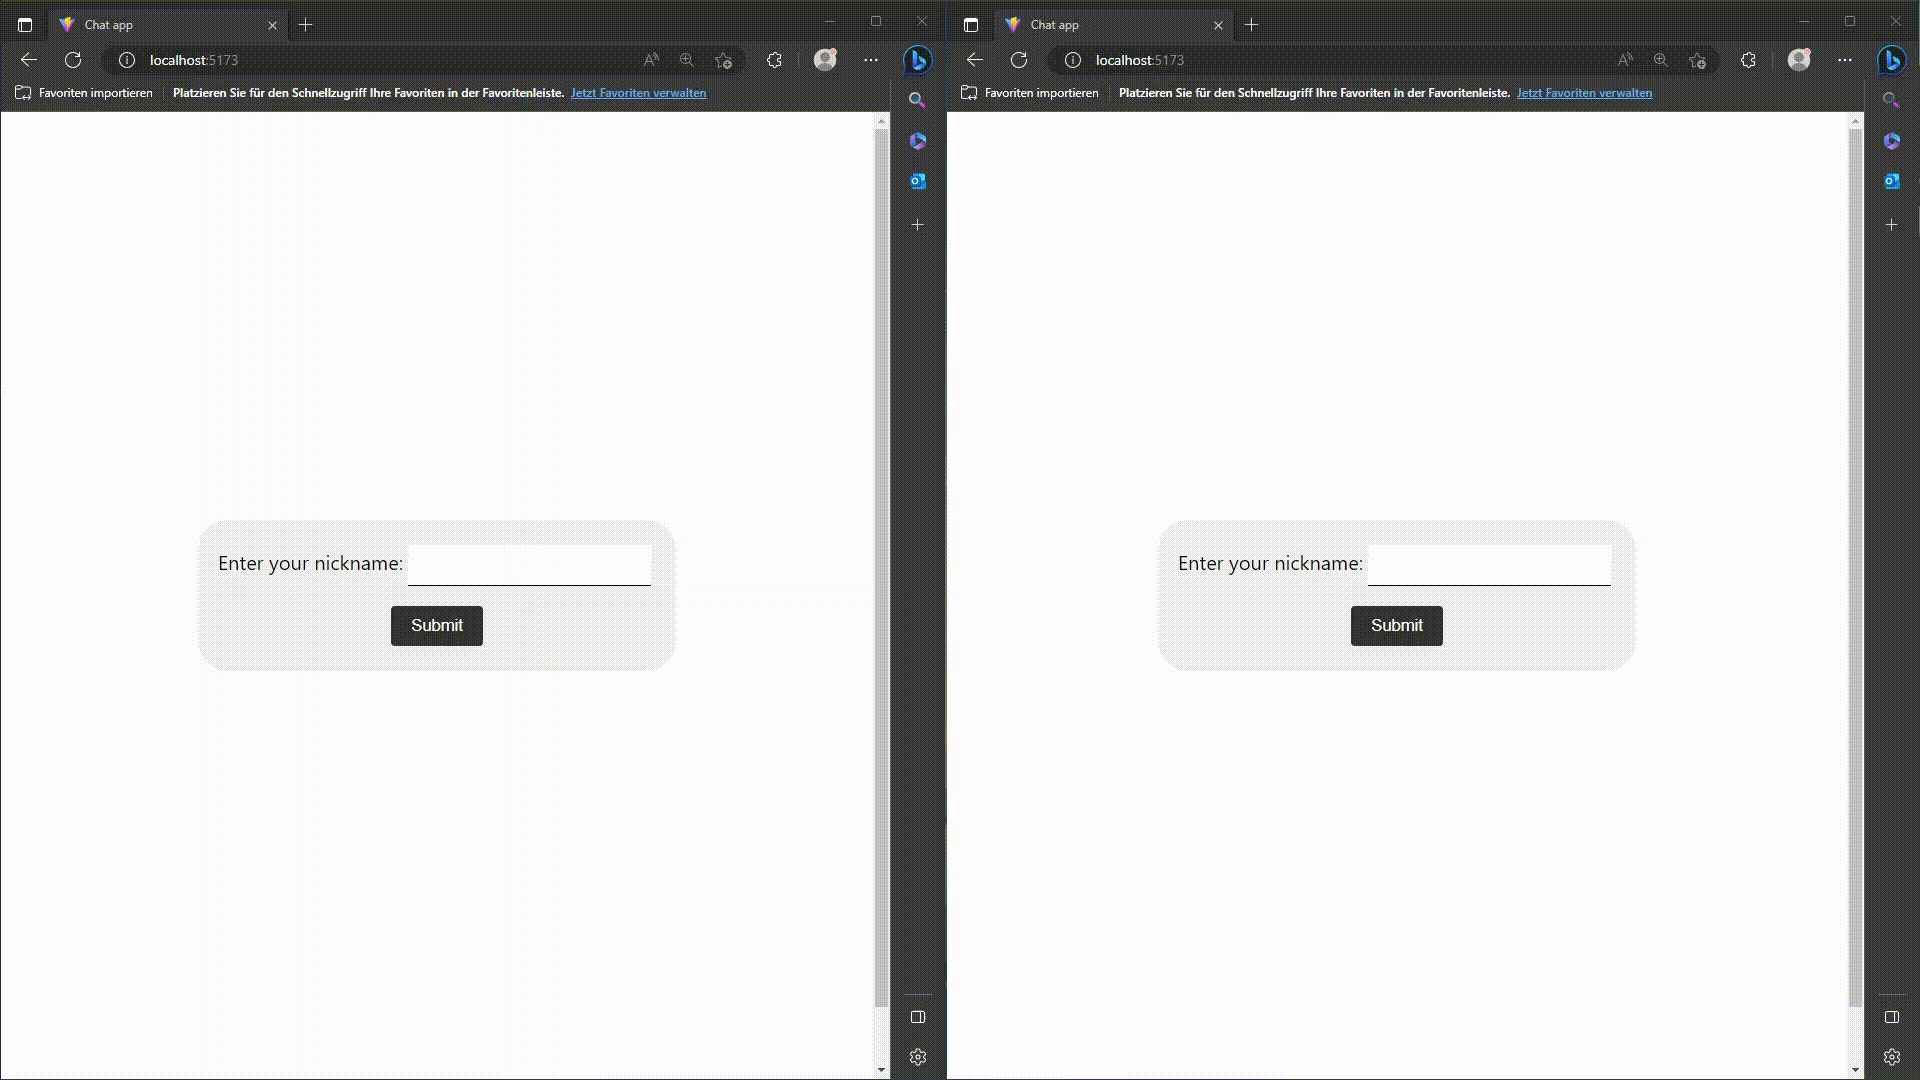 Chat app
localhost:5173
Favoriten importieren Platzieren Sie für den Schnellzugriff Ihre Favoriten in der Favoritenleiste. Jetzt Favoriten verwalten
Enter your nickname:
Submit
Chat app
localhost:5173
Favoriten importieren Platzieren Sie für den Schnellzugriff Ihre Favoriten in der Favoritenleiste. Jetzt Favoriten verwalten
Enter your nickname:
Submit